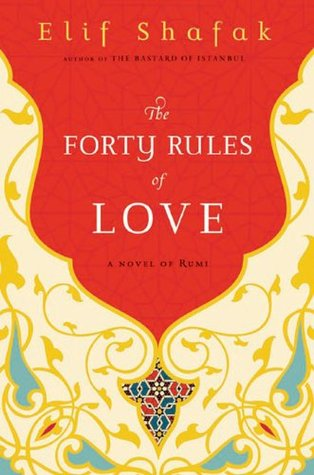 Elif Shafak
AUTHOR OF THE BASTARD OF ISTANBUL
The
FORTY RULES
of
LOVE
A NOVEL OF RUMI